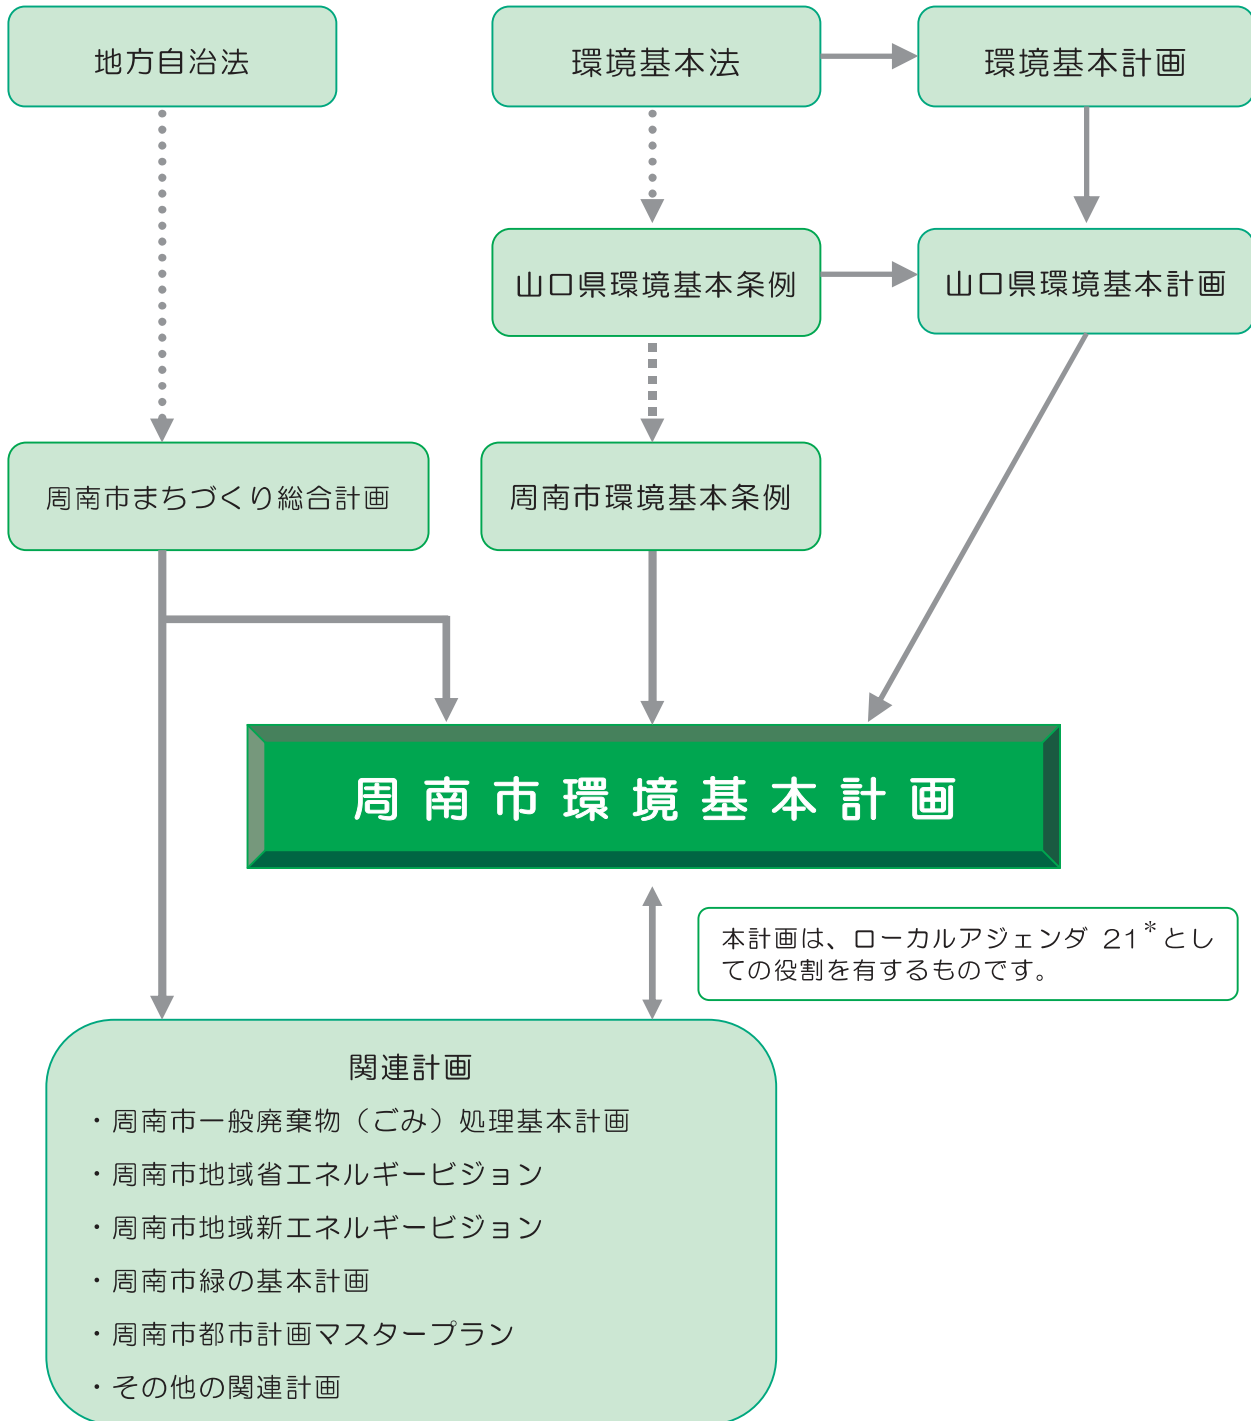 地方自治法
環境基本法
環境基本計画
山口県環境基本条例
山口県環境基本計画
周南市まちづくり総合計画
周南市環境基本条例
周南市環境基本計画
本計画は、ローカルアジェンダ 21*とし
ての役割を有するものです。
関連計画
・周南市一般廃棄物（ごみ）処理基本計画
・周南市地域省エネルギービジョン
・周南市地域新エネルギービジョン
・周南市緑の基本計画
・周南市都市計画マスタープラン
・その他の関連計画